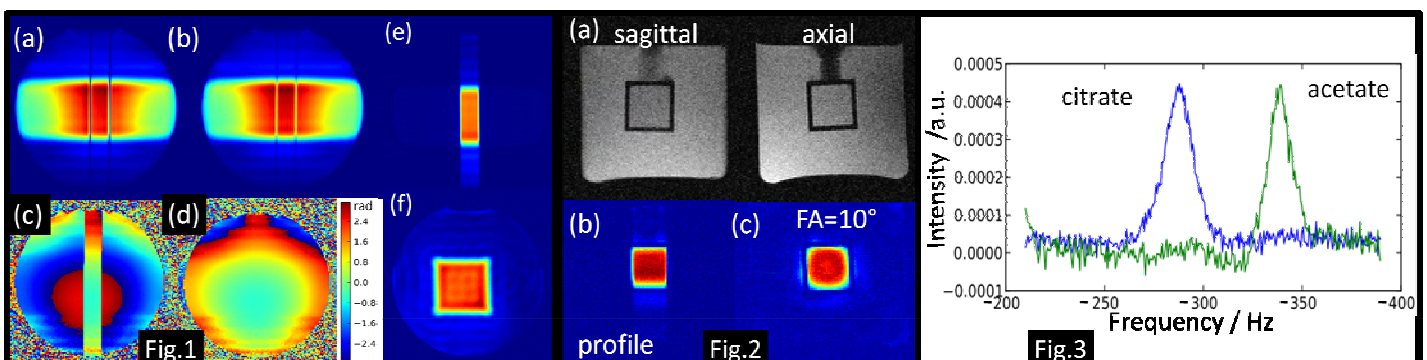 (a)
(b)
(e)
(c)
(d)
rad
2.4
1.6
0.8
0.0
-0.8
-1.6
-2.4
(f)
Fig.1
(a)
sagittal
axial
(b)
(c)
FA=10°
profile
Fig.2
0.0005
0.0004
0.0003
0.0002
0.0001
0.0000
-0.0001
Intensity /a.u.
citrate
acetate
-200
-250
-300
-350
-400
Frequency / Hz
Fig.3